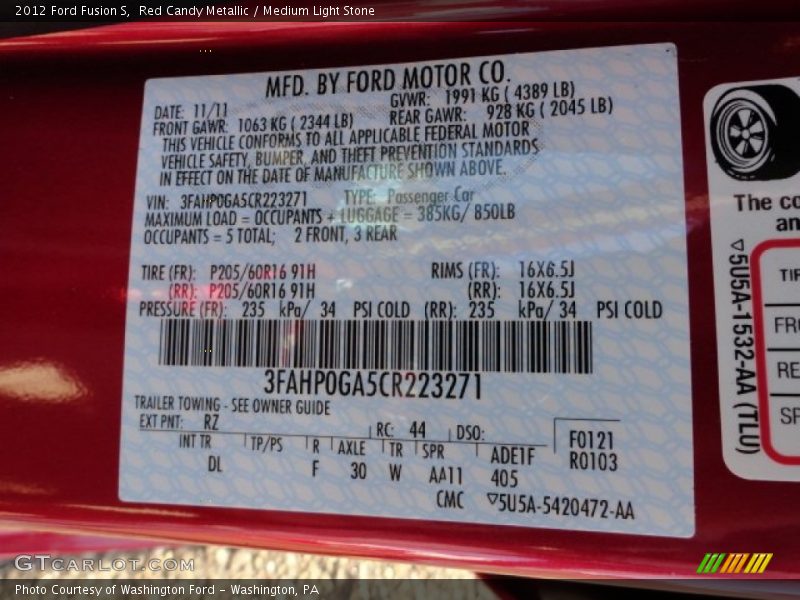 2012 Ford Fusion S,  Red Candy Metallic / Medium Light Stone
MFD. BY FORD MOTOR CO.
DATE: 11/11 GVWR: 1991 KG ( 4389 LB)
FRONT GAWR: 1063 KG ( 2344 LB) REAR GAWR: 928 KG ( 2045 LB)
THIS VEHICLE CONFORMS TO ALL APPLICABLE FEDERAL MOTOR
VEHICLE SAFETY, BUMPER, AND THEFT PREVENTION STANDARDS
IN EFFECT ON THE DATE OF MANUFACTURE SHOWN ABOVE.
VIN: 3FAHP0GA5CR223271 TYPE: Passenger Car
MAXIMUM LOAD = OCCUPANTS + LUGGAGE = 385KG/ 850LB
OCCUPANTS = 5 TOTAL; 2 FRONT, 3 REAR
TIRE (FR): P205/60R16 91H RIMS (FR): 16X6.5J
(RR): P205/60R16 91H (RR): 16X6.5J
PRESSURE (FR): 235 kPa/ 34 PSI COLD (RR): 235 kPa/ 34 PSI COLD
3FAHP0GA5CR223271
TRAILER TOWING - SEE OWNER GUIDE
EXT PNT: RZ RC: 44 DSO: F0121
INT TR TP/PS R AXLE TR SPR ADE1F R0103
DL F 30 W AA11 405
CMC ▽5U5A-5420472-AA
The co
an
▽5U5A-1532-AA (TLU)
TIR
FRO
RE
SP
GTCARLOT.COM
Photo Courtesy of Washington Ford – Washington, PA